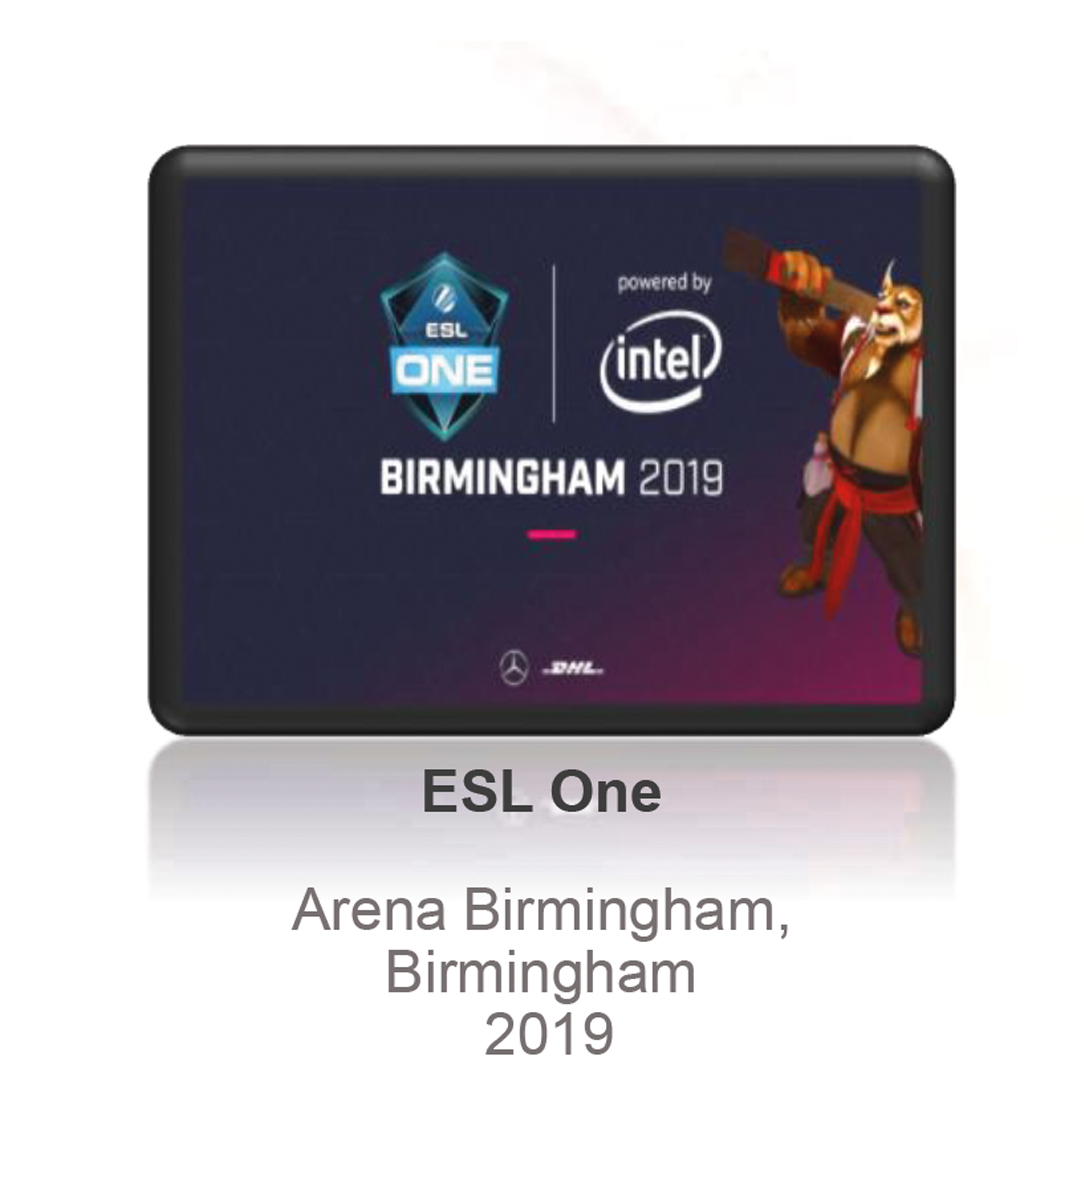 ESL
ONE
powered by
intel
BIRMINGHAM 2019
DHL
ESL One
Arena Birmingham,
Birmingham
2019